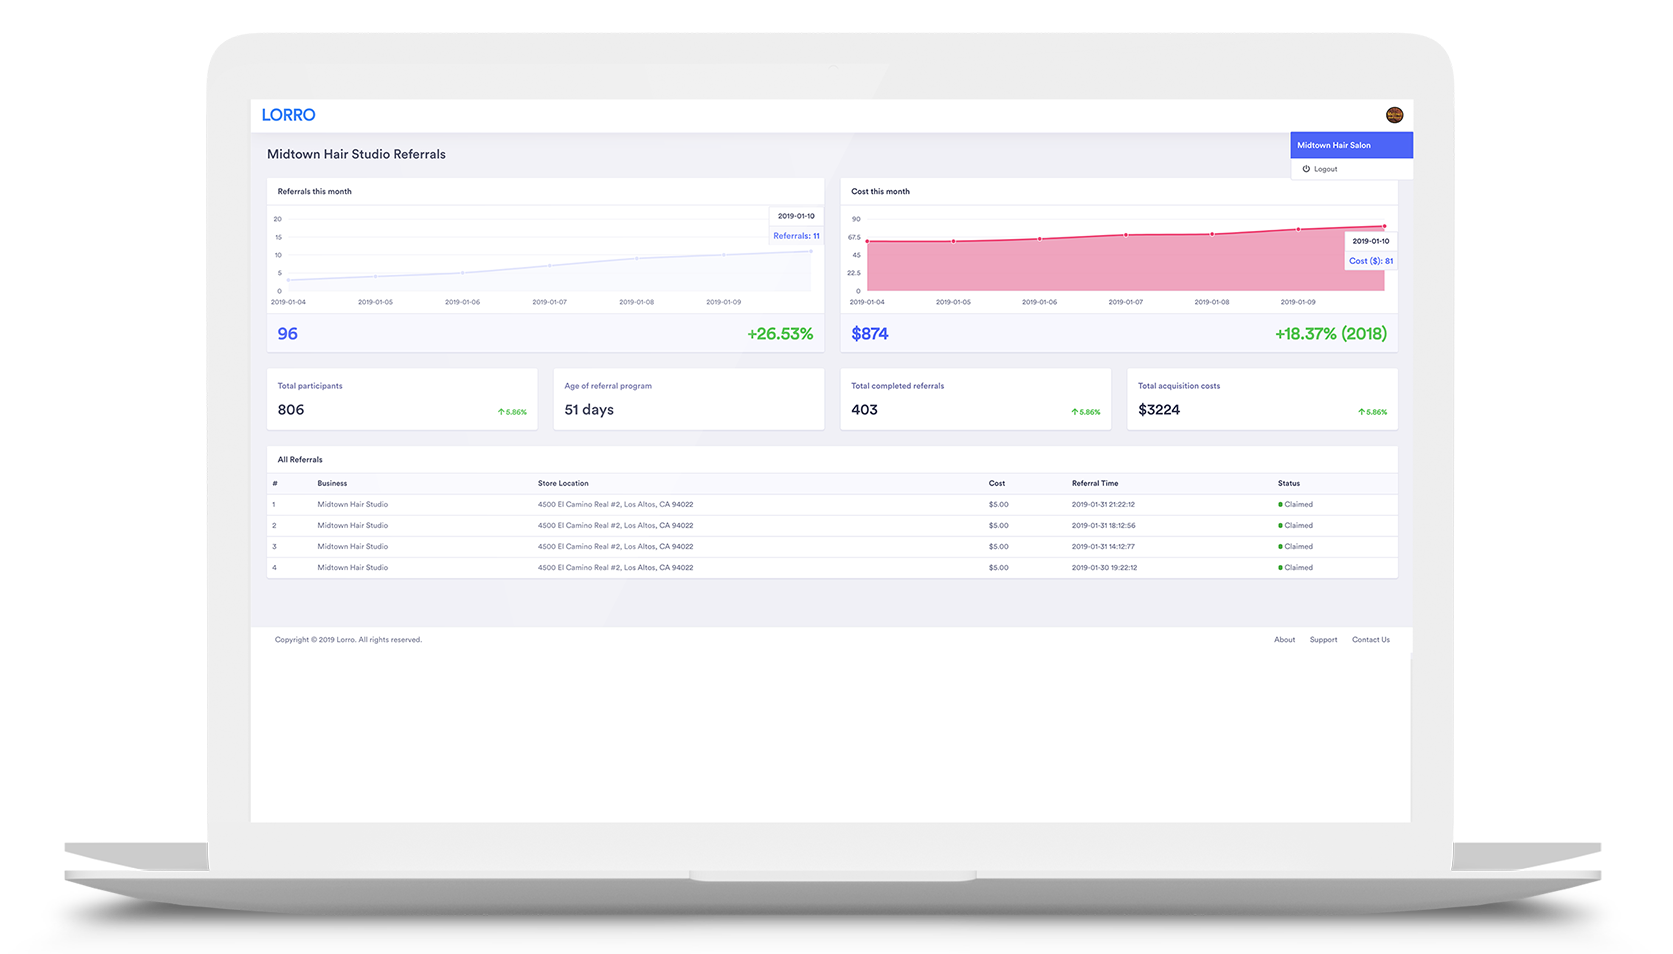 LORRO
Midtown Hair Studio Referrals
Midtown Hair Salon
Logout
Referrals this month
20
15
10
5
0
2019-01-10
Referrals: 11
2019-01-04 2019-01-05 2019-01-06 2019-01-07 2019-01-08 2019-01-09
96 +26.53%
Cost this month
90
67.5
45
22.5
0
2019-01-10
Cost ($): 81
2019-01-04 2019-01-05 2019-01-06 2019-01-07 2019-01-08 2019-01-09
$874 +18.37% (2018)
Total participants
806 ↑5.86%
Age of referral program
51 days
Total completed referrals
403 ↑5.86%
Total acquisition costs
$3224 ↑5.86%
All Referrals
# Business Store Location Cost Referral Time Status
1 Midtown Hair Studio 4500 El Camino Real #2, Los Altos, CA 94022 $5.00 2019-01-31 21:22:12 Claimed
2 Midtown Hair Studio 4500 El Camino Real #2, Los Altos, CA 94022 $5.00 2019-01-31 18:12:56 Claimed
3 Midtown Hair Studio 4500 El Camino Real #2, Los Altos, CA 94022 $5.00 2019-01-31 14:12:77 Claimed
4 Midtown Hair Studio 4500 El Camino Real #2, Los Altos, CA 94022 $5.00 2019-01-30 19:22:12 Claimed
Copyright © 2019 Lorro. All rights reserved.
About Support Contact Us